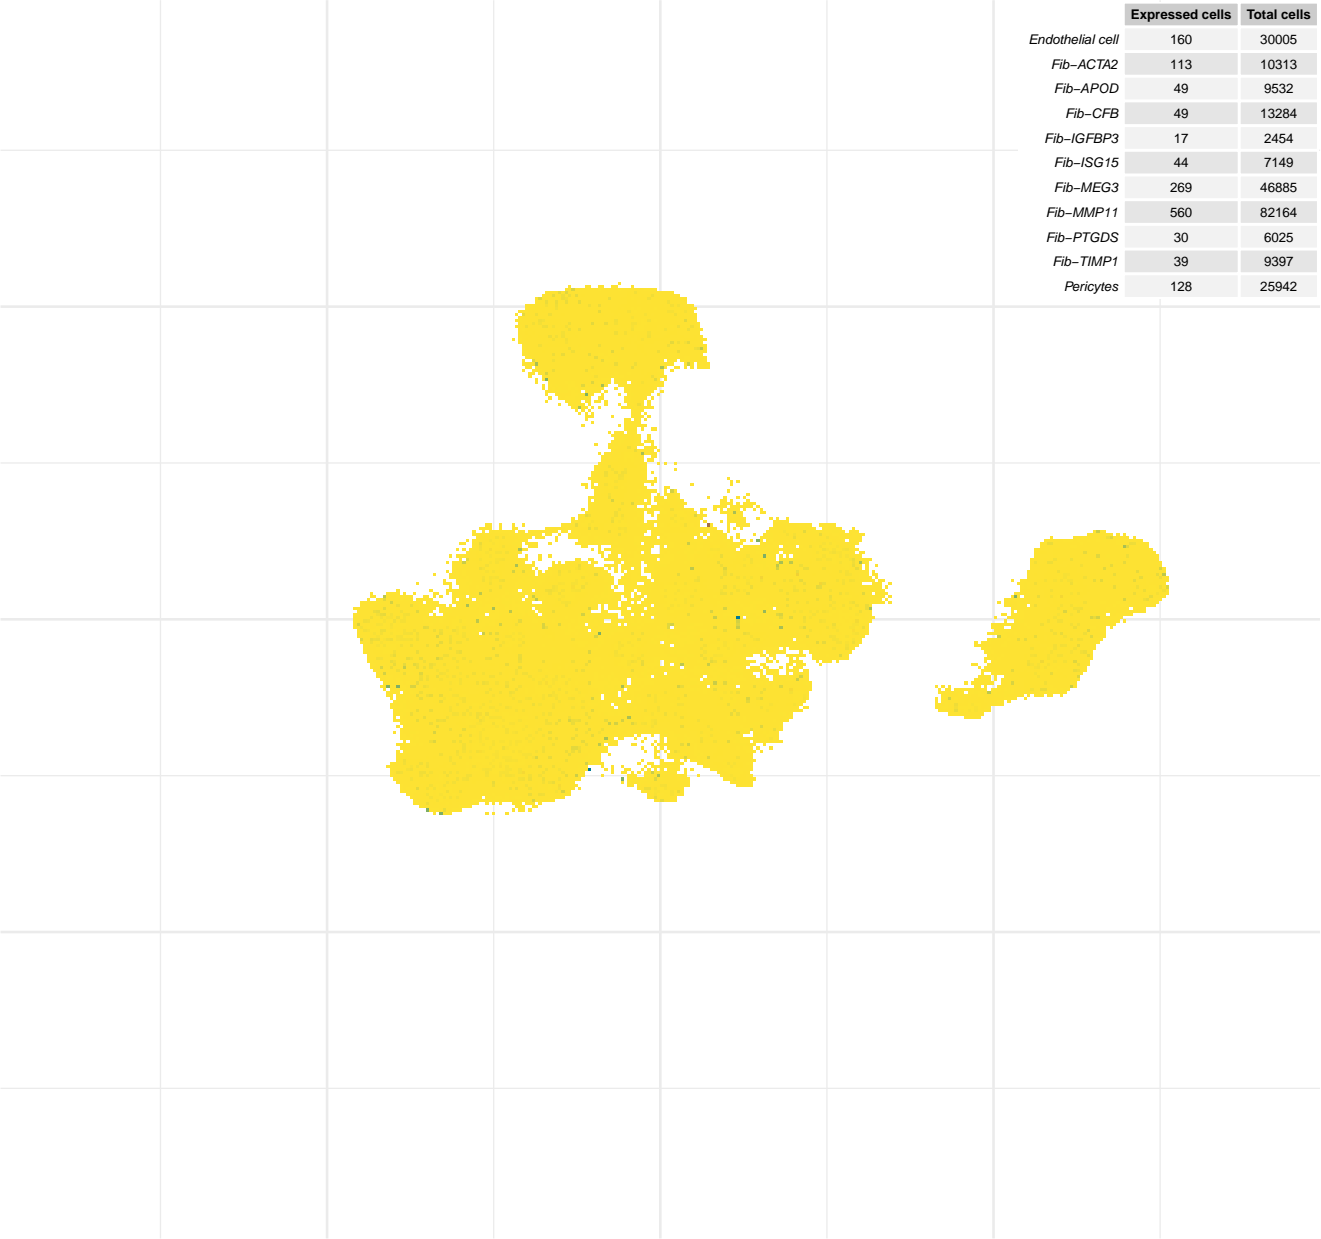 Expressed cells Total cells
Endothelial cell 160 30005
Fib−ACTA2 113 10313
Fib−APOD 49 9532
Fib−CFB 49 13284
Fib−IGFBP3 17 2454
Fib−ISG15 44 7149
Fib−MEG3 269 46885
Fib−MMP11 560 82164
Fib−PTGDS 30 6025
Fib−TIMP1 39 9397
Pericytes 128 25942